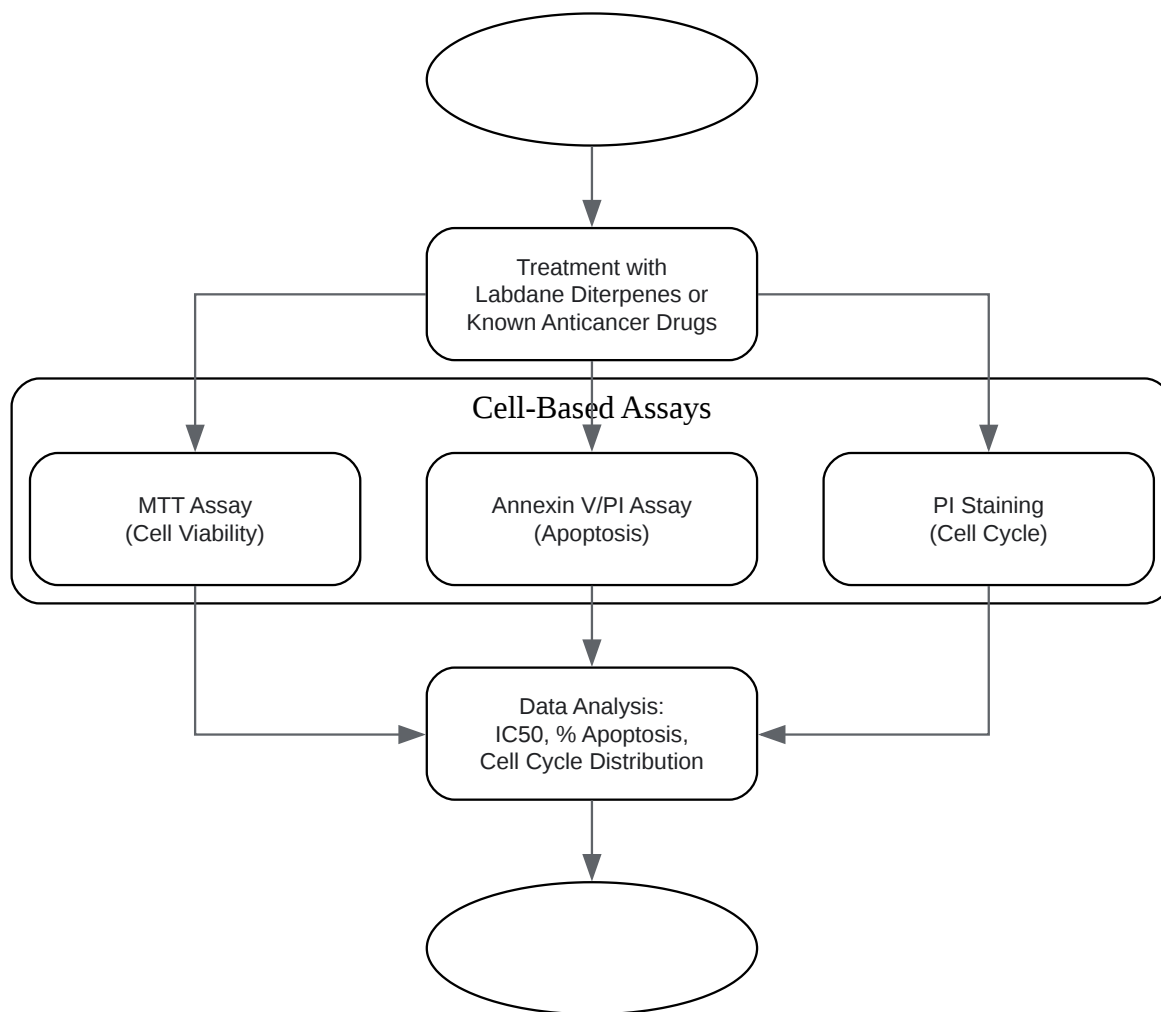 Treatment with
Labdane Diterpenes or
Known Anticancer Drugs
Cell-Based Assays
MTT Assay
(Cell Viability)
Annexin V/PI Assay
(Apoptosis)
PI Staining
(Cell Cycle)
Data Analysis:
IC50, % Apoptosis,
Cell Cycle Distribution